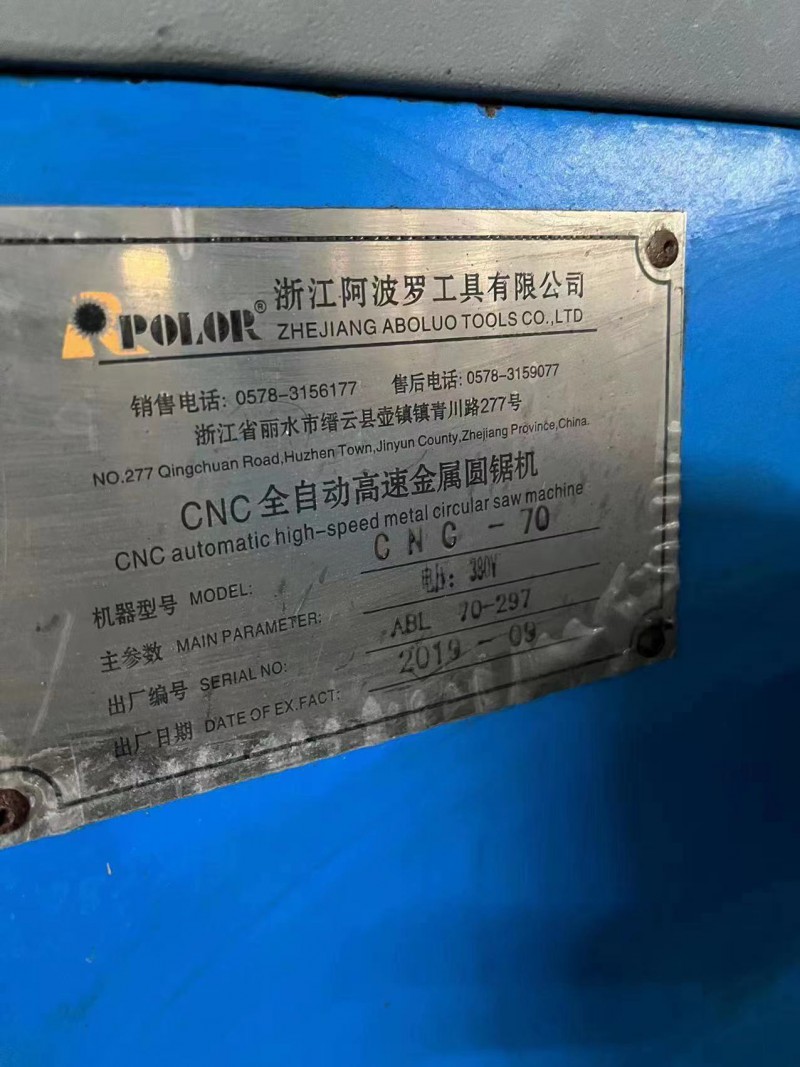 RPOLOR® 浙江阿波罗工具有限公司
ZHEJIANG ABOLUO TOOLS CO.,LTD
销售电话: 0578-3156177 售后电话: 0578-3159077
浙江省丽水市缙云县壶镇镇青川路277号
NO.277 Qingchuan Road,Huzhen Town,Jinyun County,Zhejiang Province,China.
CNC 全自动高速金属圆锯机
CNC automatic high-speed metal circular saw machine
机器型号 MODEL: CNG-70
主参数 MAIN PARAMETER: 电压: 380V
出厂编号 SERIAL NO: ABL 70-297
出厂日期 DATE OF EX.FACT: 2019-09